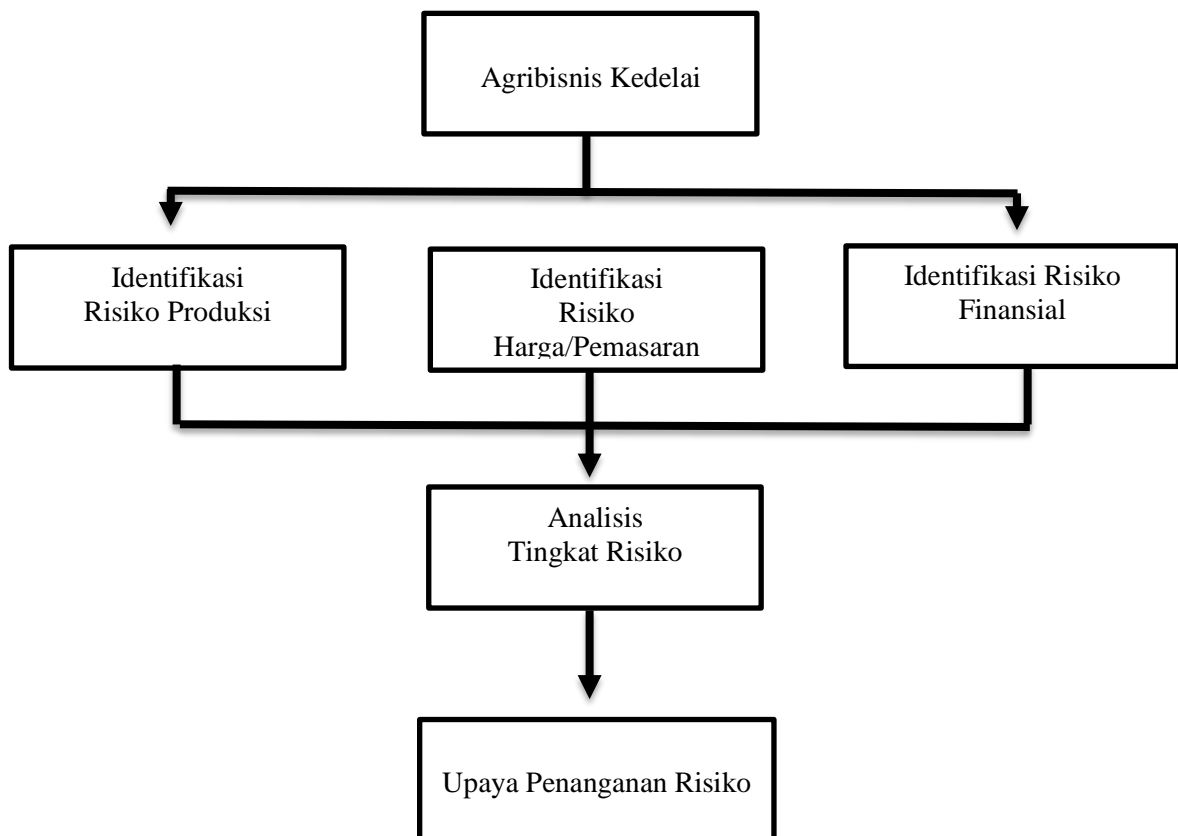 Agribisnis Kedelai
Identifikasi
Risiko Produksi
Identifikasi
Risiko
Harga/Pemasaran
Identifikasi Risiko
Finansial
Analisis
Tingkat Risiko
Upaya Penanganan Risiko